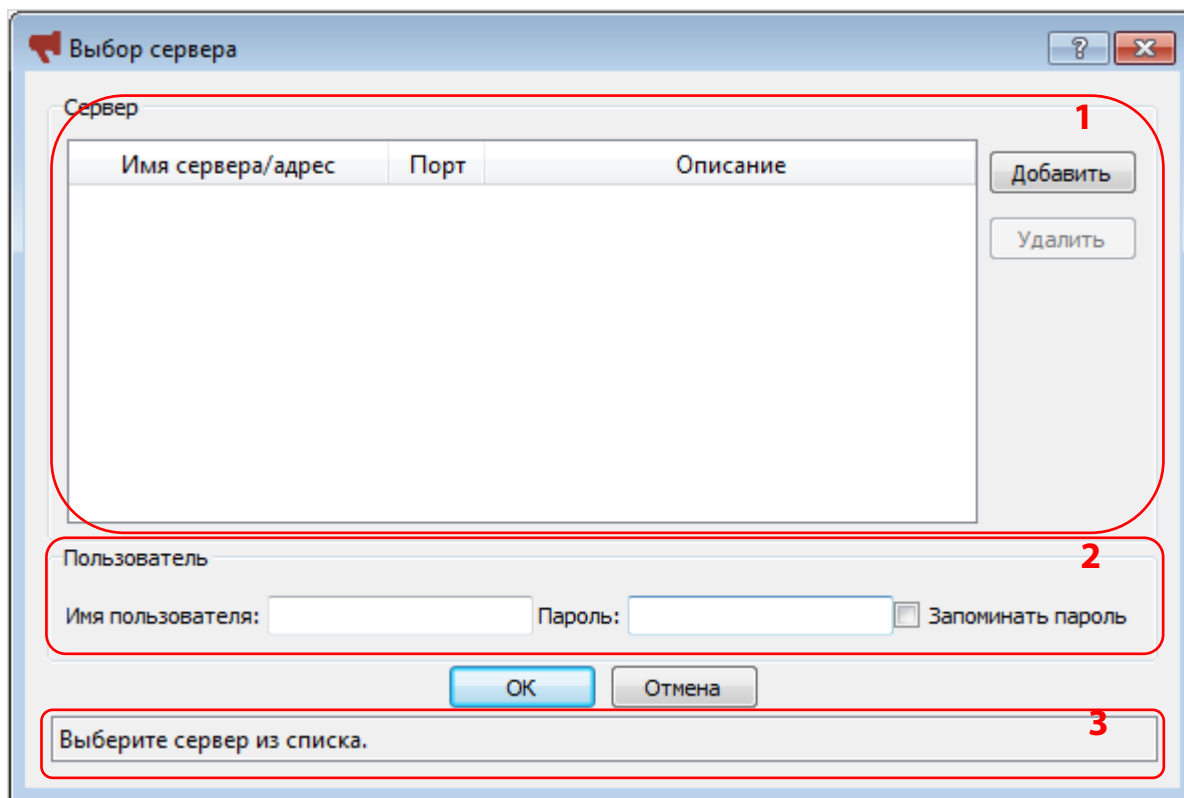 Выбор сервера
Сервер
1
Имя сервера/адрес Порт Описание
Добавить
Удалить
Пользователь
2
Имя пользователя: Пароль: Запоминать пароль
OK Отмена
3
Выберите сервер из списка.